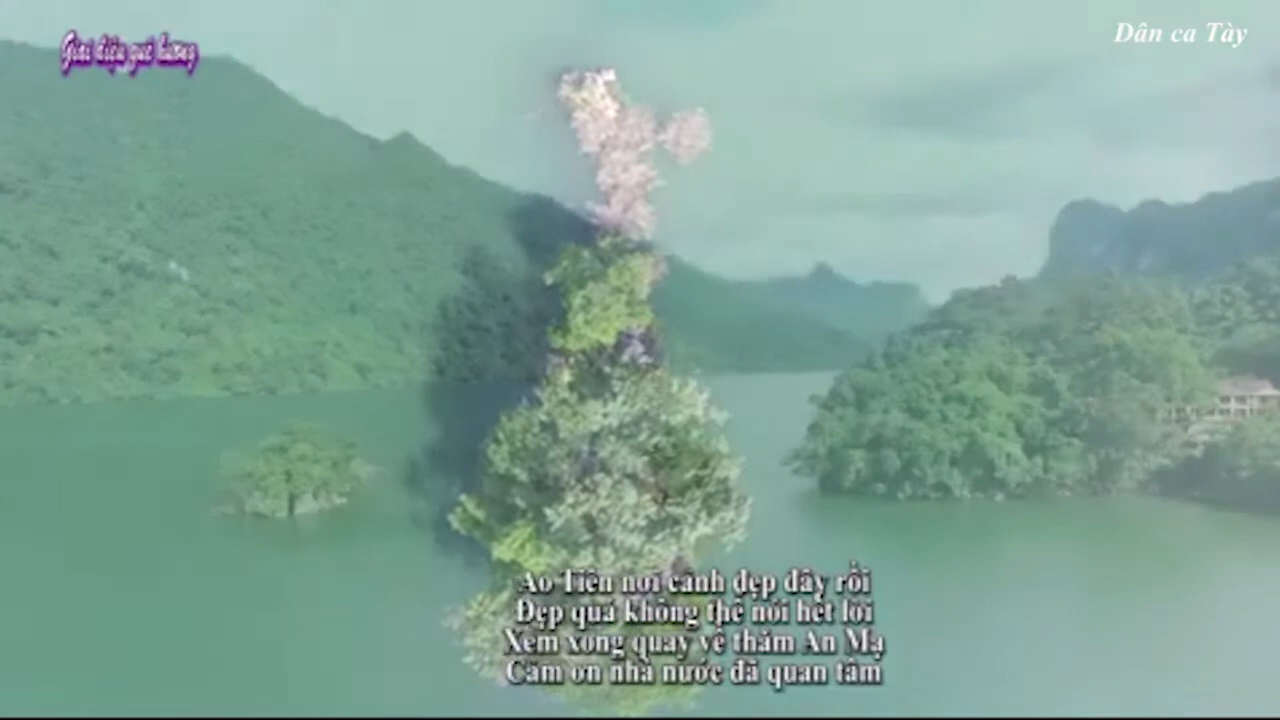 Giai điệu quê hương
Dân ca Tày
Ao Tiên nơi cảnh đẹp đây rồi
Đẹp quá không thể nói hết lời
Xem xong quay về thăm An Mạ
Cảm ơn nhà nước đã quan tâm